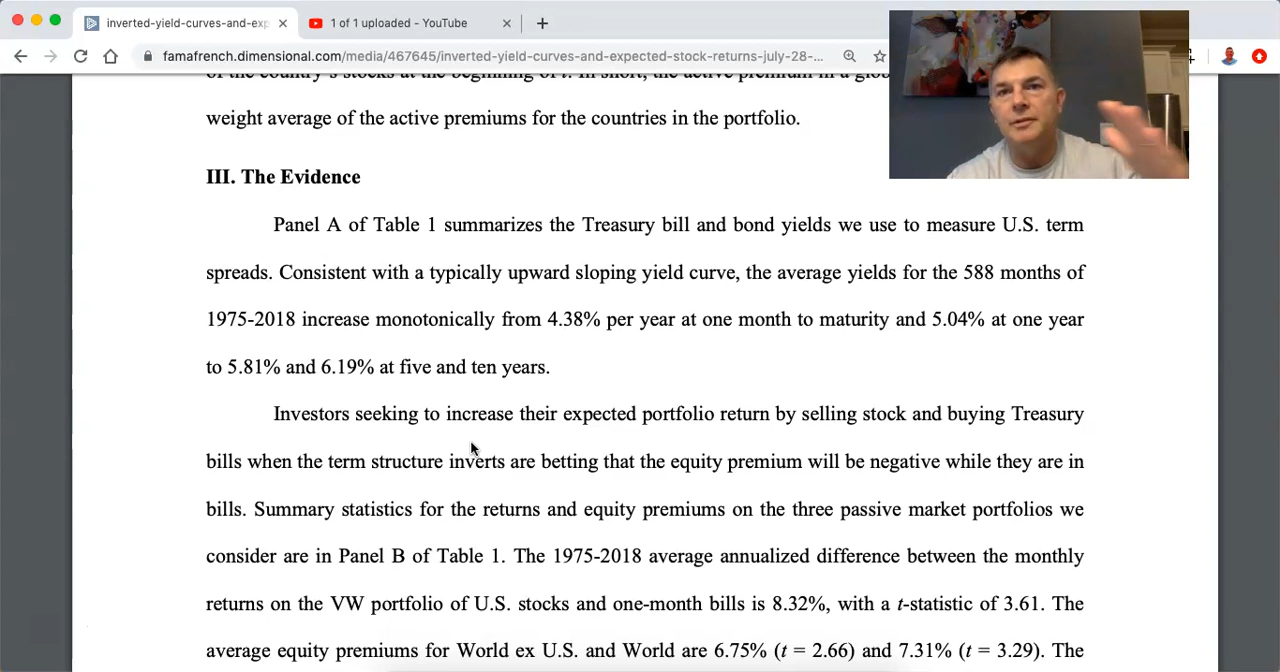 inverted-yield-curves-and-exp
1 of 1 uploaded - YouTube
famafrench.dimensional.com/media/467645/inverted-yield-curves-and-expected-stock-returns-july-28-...
weight average of the active premiums for the countries in the portfolio.
III. The Evidence
Panel A of Table 1 summarizes the Treasury bill and bond yields we use to measure U.S. term
spreads. Consistent with a typically upward sloping yield curve, the average yields for the 588 months of
1975-2018 increase monotonically from 4.38% per year at one month to maturity and 5.04% at one year
to 5.81% and 6.19% at five and ten years.
Investors seeking to increase their expected portfolio return by selling stock and buying Treasury
bills when the term structure inverts are betting that the equity premium will be negative while they are in
bills. Summary statistics for the returns and equity premiums on the three passive market portfolios we
consider are in Panel B of Table 1. The 1975-2018 average annualized difference between the monthly
returns on the VW portfolio of U.S. stocks and one-month bills is 8.32%, with a t-statistic of 3.61. The
average equity premiums for World ex U.S. and World are 6.75% (t = 2.66) and 7.31% (t = 3.29). The